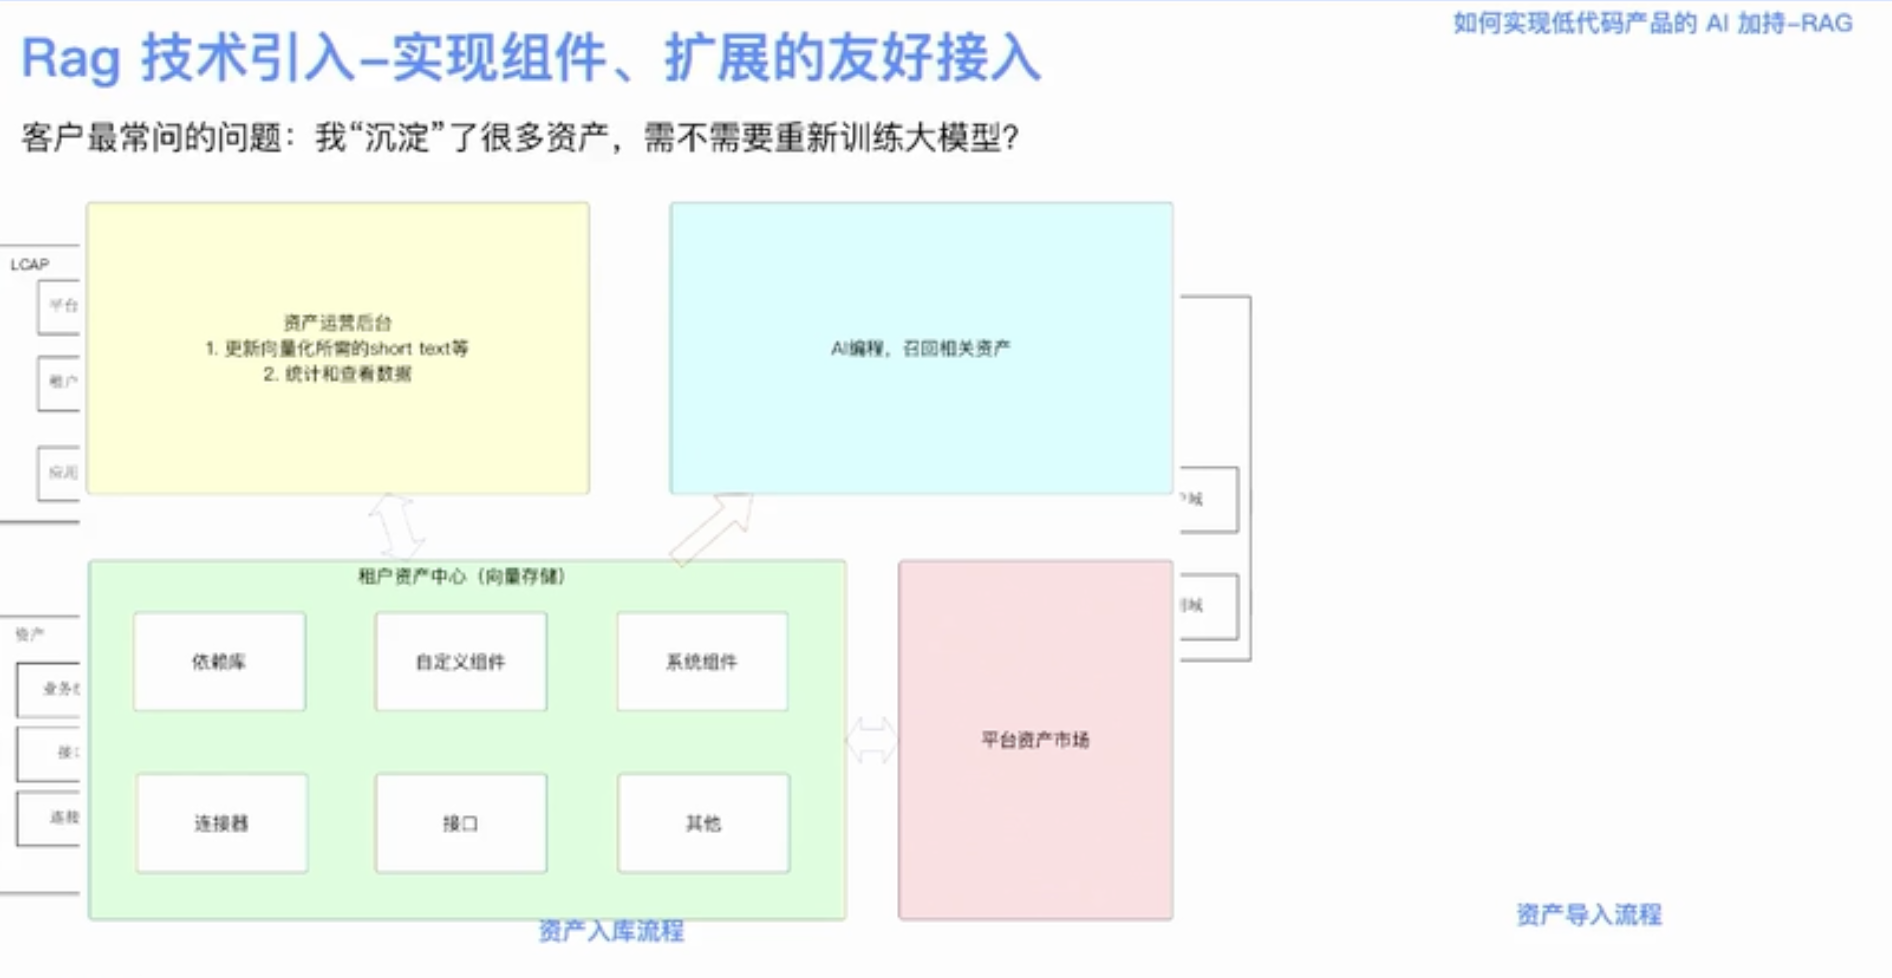 如何实现低代码产品的 AI 加持-RAG
Rag 技术引入-实现组件、扩展的友好接入
客户最常问的问题：我“沉淀”了很多资产，需不需要重新训练大模型？
LCAP
平台
租户
应用
资产运营后台
1. 更新向量化所需的short text等
2. 统计和查看数据
AI编程，召回相关资产
域
域
租户资产中心（向量存储）
依赖库
自定义组件
系统组件
连接器
接口
其他
平台资产市场
资产
业务
接
连接
资产入库流程
资产导入流程